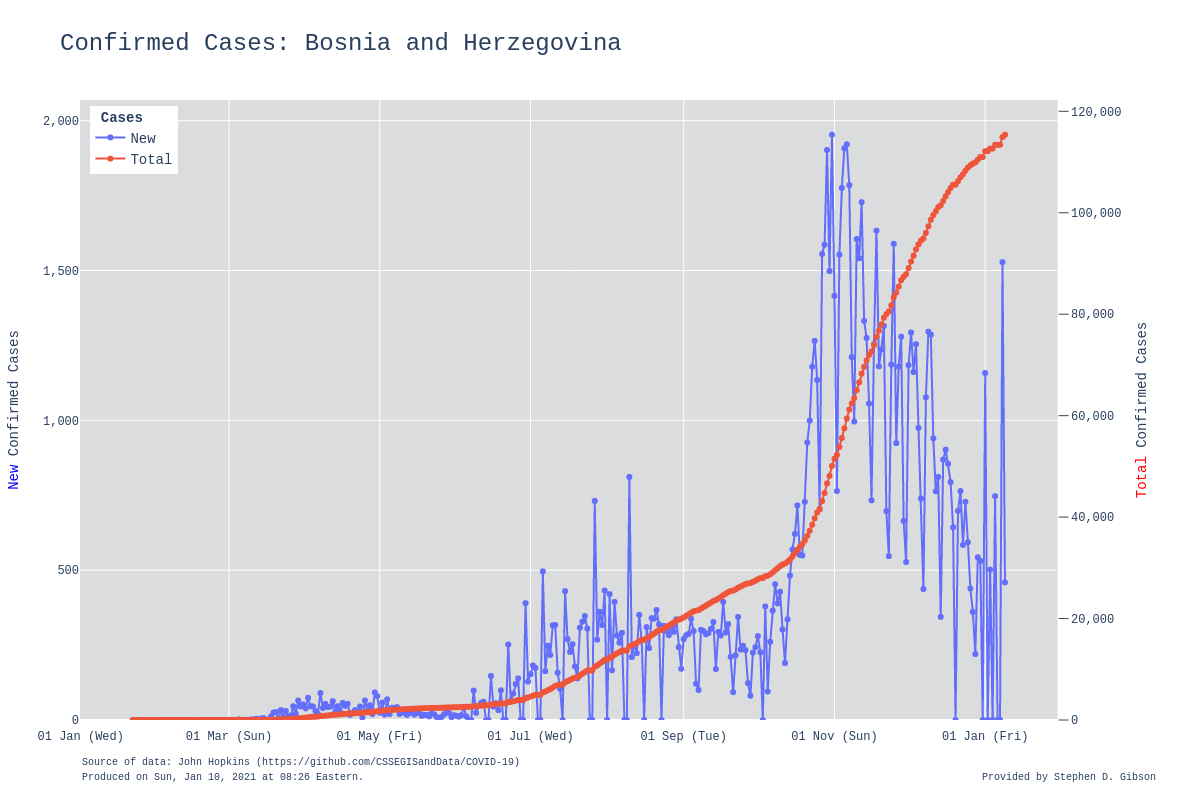 Confirmed Cases: Bosnia and Herzegovina
Cases
New
Total
2,000
1,500
1,000
500
0
120,000
100,000
80,000
60,000
40,000
20,000
0
New Confirmed Cases
Total Confirmed Cases
01 Jan (Wed) 01 Mar (Sun) 01 May (Fri) 01 Jul (Wed) 01 Sep (Tue) 01 Nov (Sun) 01 Jan (Fri)
Source of data: John Hopkins (https://github.com/CSSEGISandData/COVID-19)
Produced on Sun, Jan 10, 2021 at 08:26 Eastern.
Provided by Stephen D. Gibson